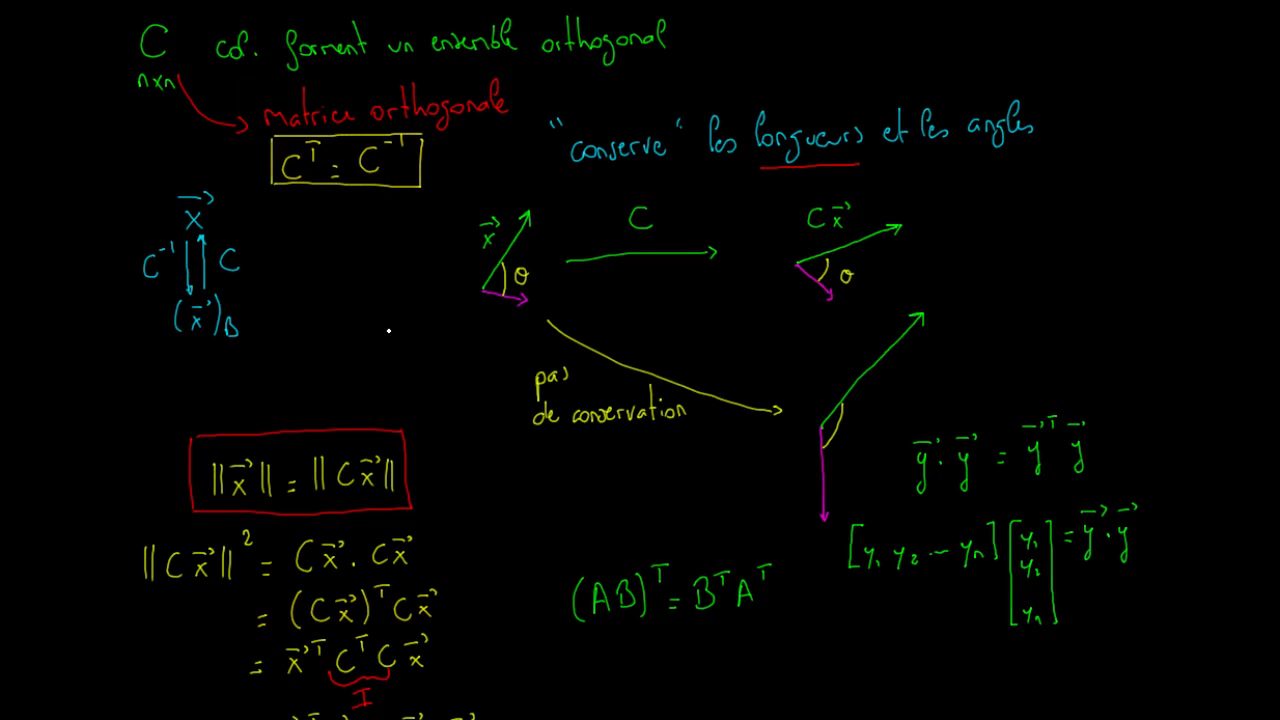 C col. forment un ensemble orthogonal
n×n
matrice orthogonale
"conserve" les longueurs et les angles
Cᵀ = C⁻¹
x⃗
C⁻¹ C
(x⃗)B
x⃗ θ
C
Cx⃗
θ
pas
de conservation
||x⃗|| = ||Cx⃗||
y⃗ · y⃗ = y⃗ᵀ y⃗
[y₁ y₂ -- yₙ] [y₁ y₂ yₙ] = y⃗ · y⃗
||Cx⃗||² = Cx⃗ · Cx⃗
= (Cx⃗)ᵀ Cx⃗
(AB)ᵀ = BᵀAᵀ
= x⃗ᵀ Cᵀ C x⃗
I